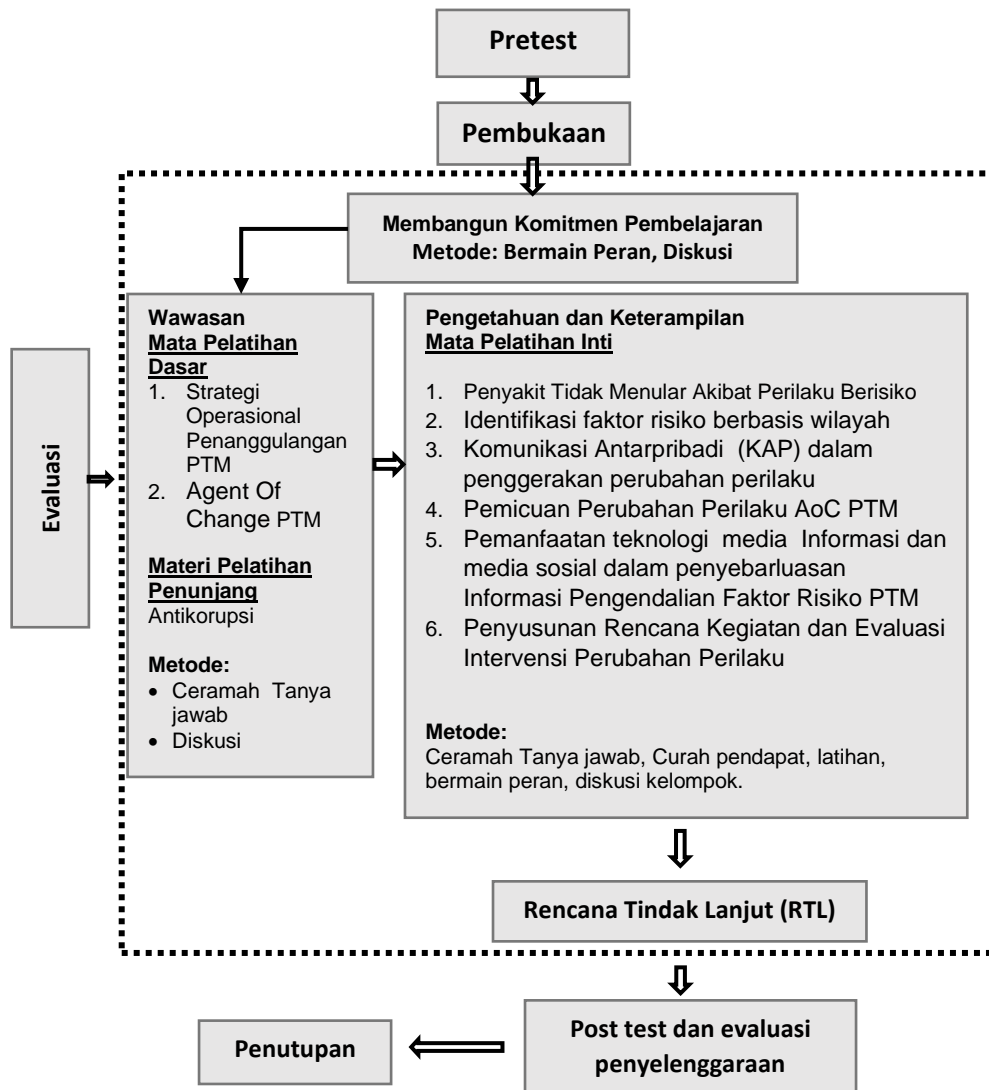 Pretest
Pembukaan
Membangun Komitmen Pembelajaran
Metode: Bermain Peran, Diskusi
Evaluasi
Wawasan
Mata Pelatihan
Dasar
1. Strategi
Operasional
Penanggulangan
PTM
2. Agent Of
Change PTM
Materi Pelatihan
Penunjang
Antikorupsi
Metode:
• Ceramah Tanya
jawab
• Diskusi
Pengetahuan dan Keterampilan
Mata Pelatihan Inti
1. Penyakit Tidak Menular Akibat Perilaku Berisiko
2. Identifikasi faktor risiko berbasis wilayah
3. Komunikasi Antarpribadi (KAP) dalam
penggerakan perubahan perilaku
4. Pemicuan Perubahan Perilaku AoC PTM
5. Pemanfaatan teknologi media Informasi dan
media sosial dalam penyebarluasan
Informasi Pengendalian Faktor Risiko PTM
6. Penyusunan Rencana Kegiatan dan Evaluasi
Intervensi Perubahan Perilaku
Metode:
Ceramah Tanya jawab, Curah pendapat, latihan,
bermain peran, diskusi kelompok.
Rencana Tindak Lanjut (RTL)
Post test dan evaluasi
penyelenggaraan
Penutupan